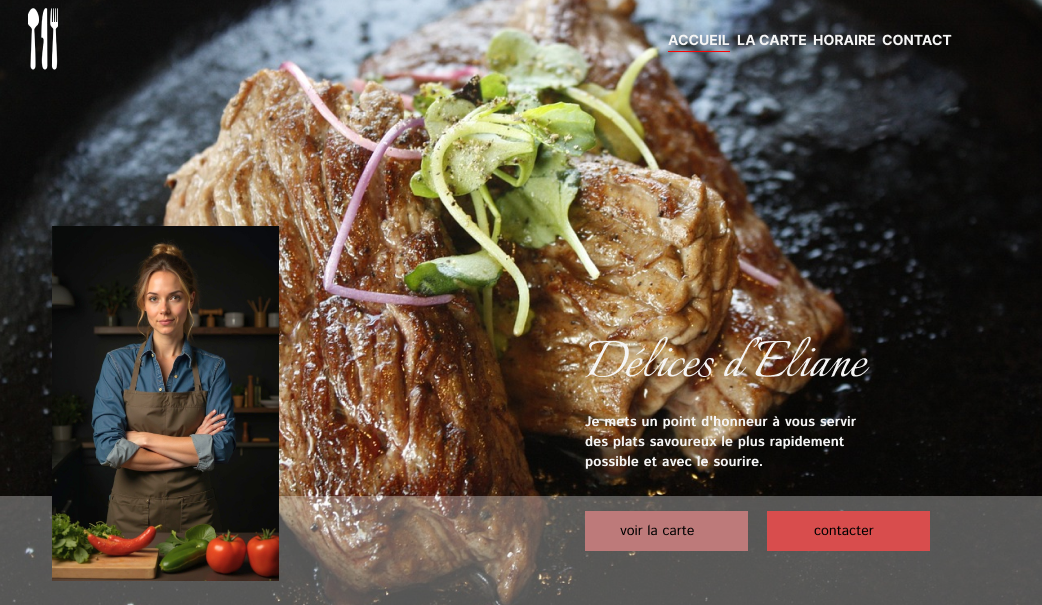 ACCUEIL LA CARTE HORAIRE CONTACT
Délices d'Eliane
Je mets un point d'honneur à vous servir
des plats savoureux le plus rapidement
possible et avec le sourire.
voir la carte contacter